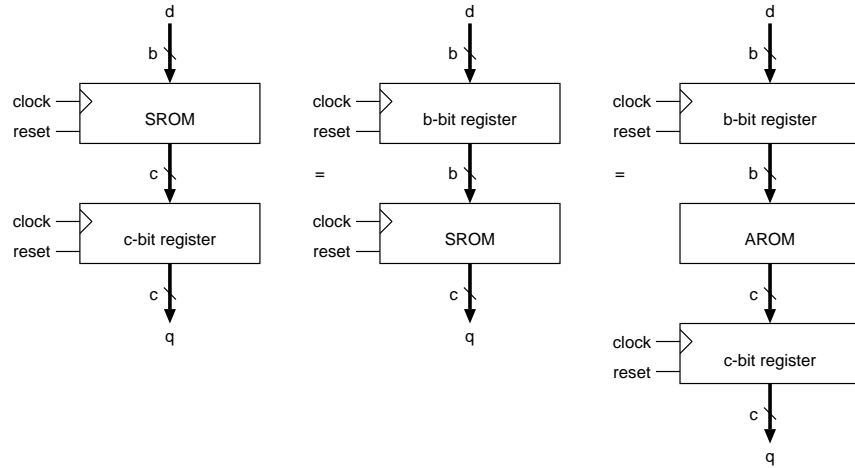 d
b
clock
SROM
reset
c
clock
c-bit register
reset
c
q
=
d
b
clock
b-bit register
reset
b
clock
SROM
reset
c
q
=
d
b
clock
b-bit register
reset
b
AROM
c
clock
c-bit register
reset
c
q